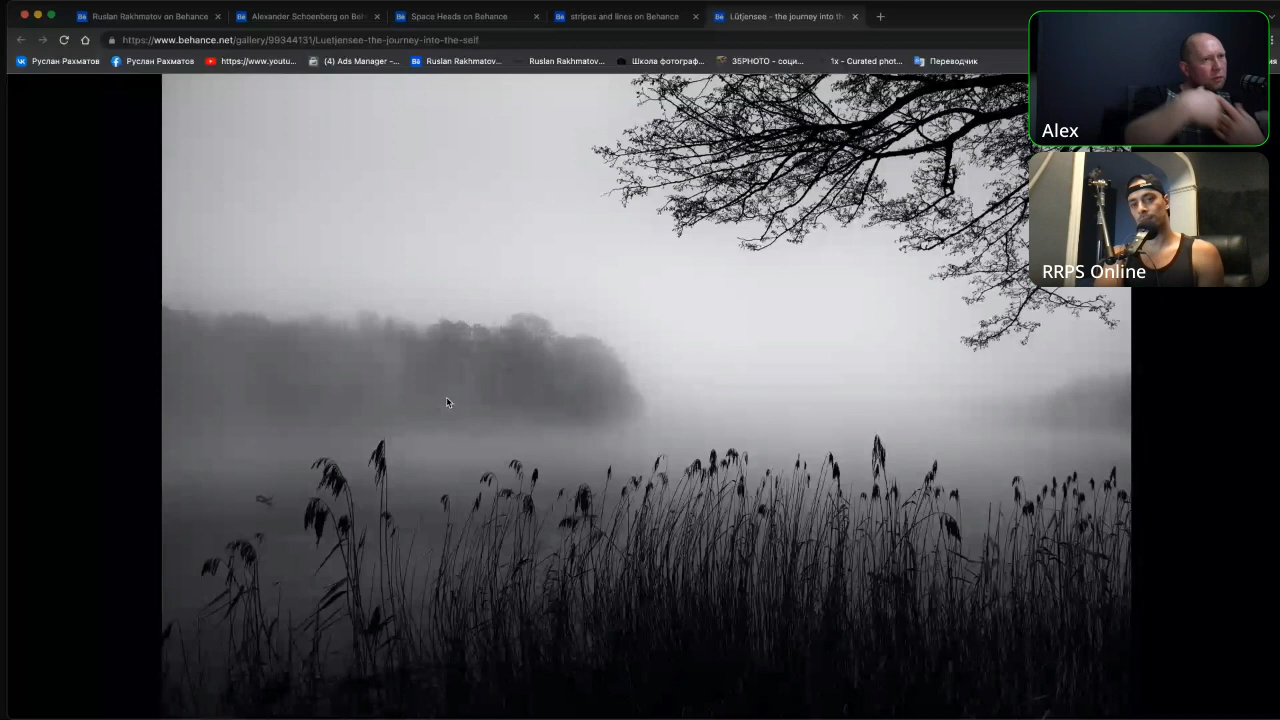 Ruslan Rakhmatov on Behance
Alexander Schoenberg on Beh
Space Heads on Behance
stripes and lines on Behance
Lütjensee - the journey into th
https://www.behance.net/gallery/99344131/Luetjensee-the-journey-into-the-self
Руслан Рахматов
Руслан Рахматов
https://www.youtu...
(4) Ads Manager –...
Ruslan Rakhmatov...
Ruslan Rakhmatov...
Школа фотограф...
35PHOTO - соци...
1x - Curated phot...
Переводчик
Alex
RRPS Online